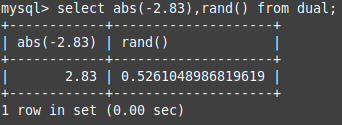 mysql> select abs(-2.83),rand() from dual;
+------------+--------------------+
| abs(-2.83) | rand()             |
+------------+--------------------+
|       2.83 | 0.5261048986819619 |
+------------+--------------------+
1 row in set (0.00 sec)